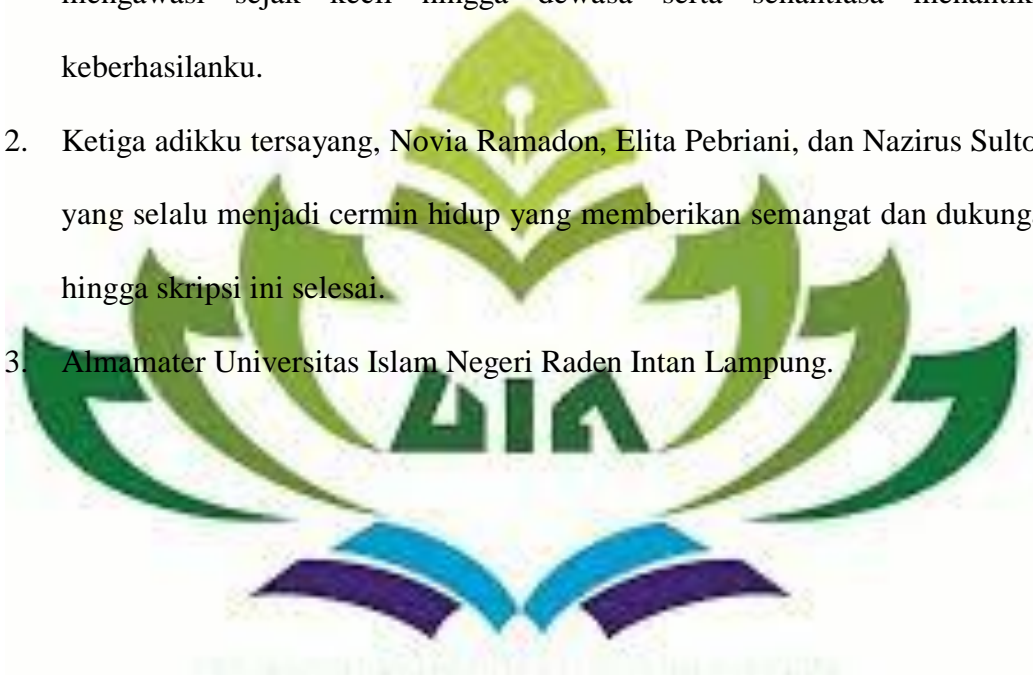 mengawasi sejak kecil hingga dewasa serta senantiasa menantik
keberhasilanku.
2. Ketiga adikku tersayang, Novia Ramadon, Elita Pebriani, dan Nazirus Sulto
yang selalu menjadi cermin hidup yang memberikan semangat dan dukung
hingga skripsi ini selesai.
3. Almamater Universitas Islam Negeri Raden Intan Lampung.